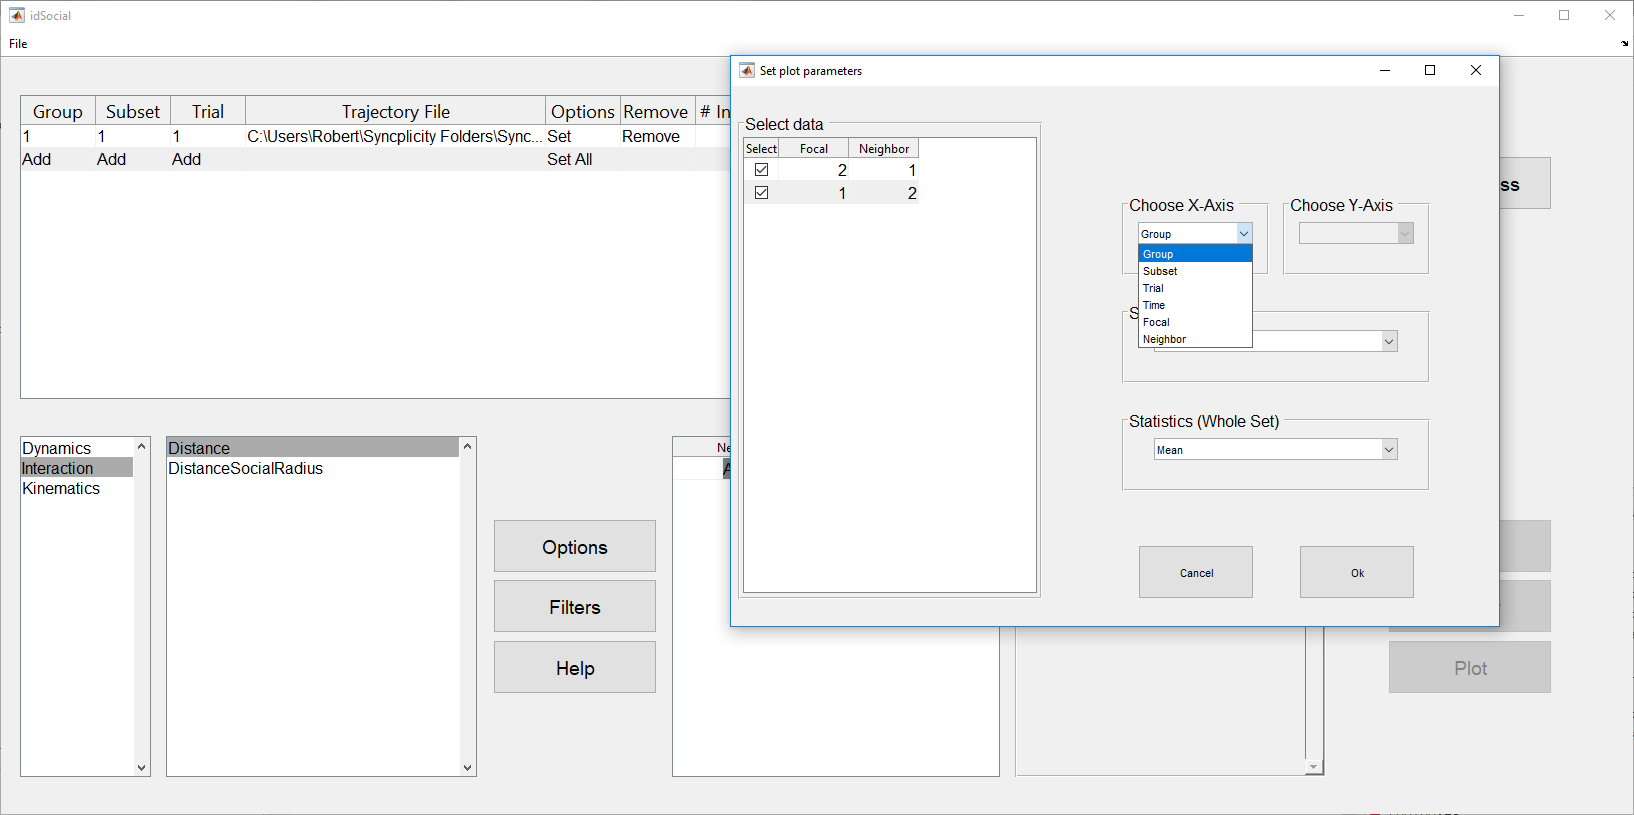 idSocial
File
Group Subset Trial Trajectory File Options Remove # In
1 1 1 C:\Users\Robert\Syncplicity Folders\Sync... Set Remove
Add Add Add Set All
Dynamics
Interaction
Kinematics
Distance
DistanceSocialRadius
Options
Filters
Help
Ne
A
ss
Plot
Set plot parameters
Select data
Select Focal Neighbor
2 1
1 2
Choose X-Axis
Group
Group
Subset
Trial
Time
Focal
Neighbor
Choose Y-Axis
S
Statistics (Whole Set)
Mean
Cancel
Ok